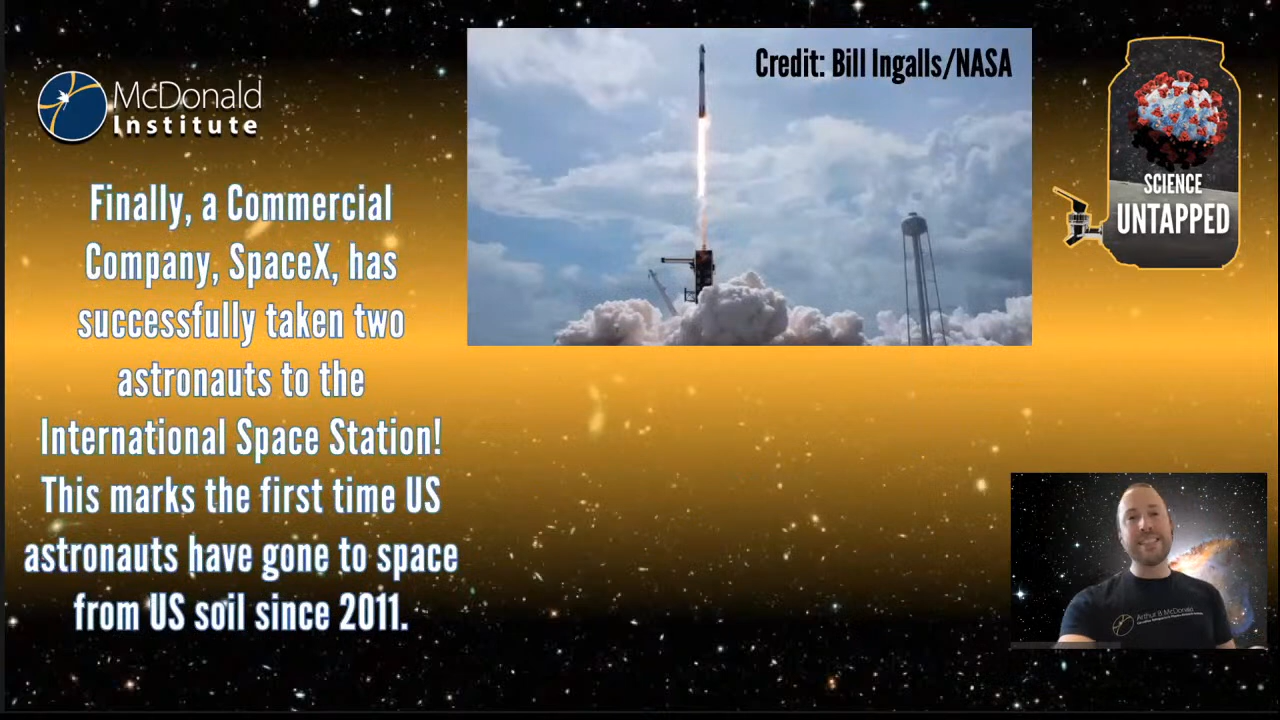 McDonald
Institute
Finally, a Commercial
Company, SpaceX, has
successfully taken two
astronauts to the
International Space Station!
This marks the first time US
astronauts have gone to space
from US soil since 2011.
Credit: Bill Ingalls/NASA
SCIENCE
UNTAPPED
Arthur B McDonald